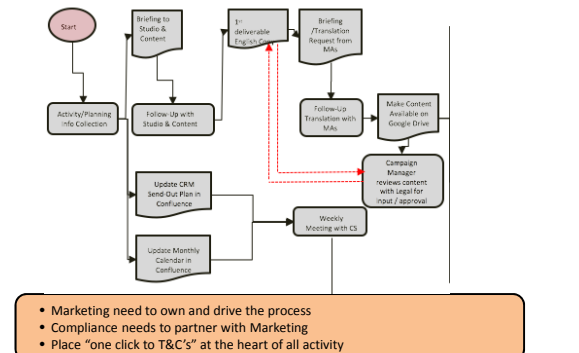 Start
Briefing to
Studio &
Content
1st
deliverable
English Copy
Briefing
/Translation
Request from
MAs
Activity/Planning
Info Collection
Follow-Up with
Studio & Content
Follow-Up
Translation with
MAs
Make Content
Available on
Google Drive
Campaign
Manager
reviews content
with Legal for
input / approval
Update CRM
Send-Out Plan in
Confluence
Weekly
Meeting with CS
Update Monthly
Calendar in
Confluence
• Marketing need to own and drive the process
• Compliance needs to partner with Marketing
• Place “one click to T&C’s” at the heart of all activity